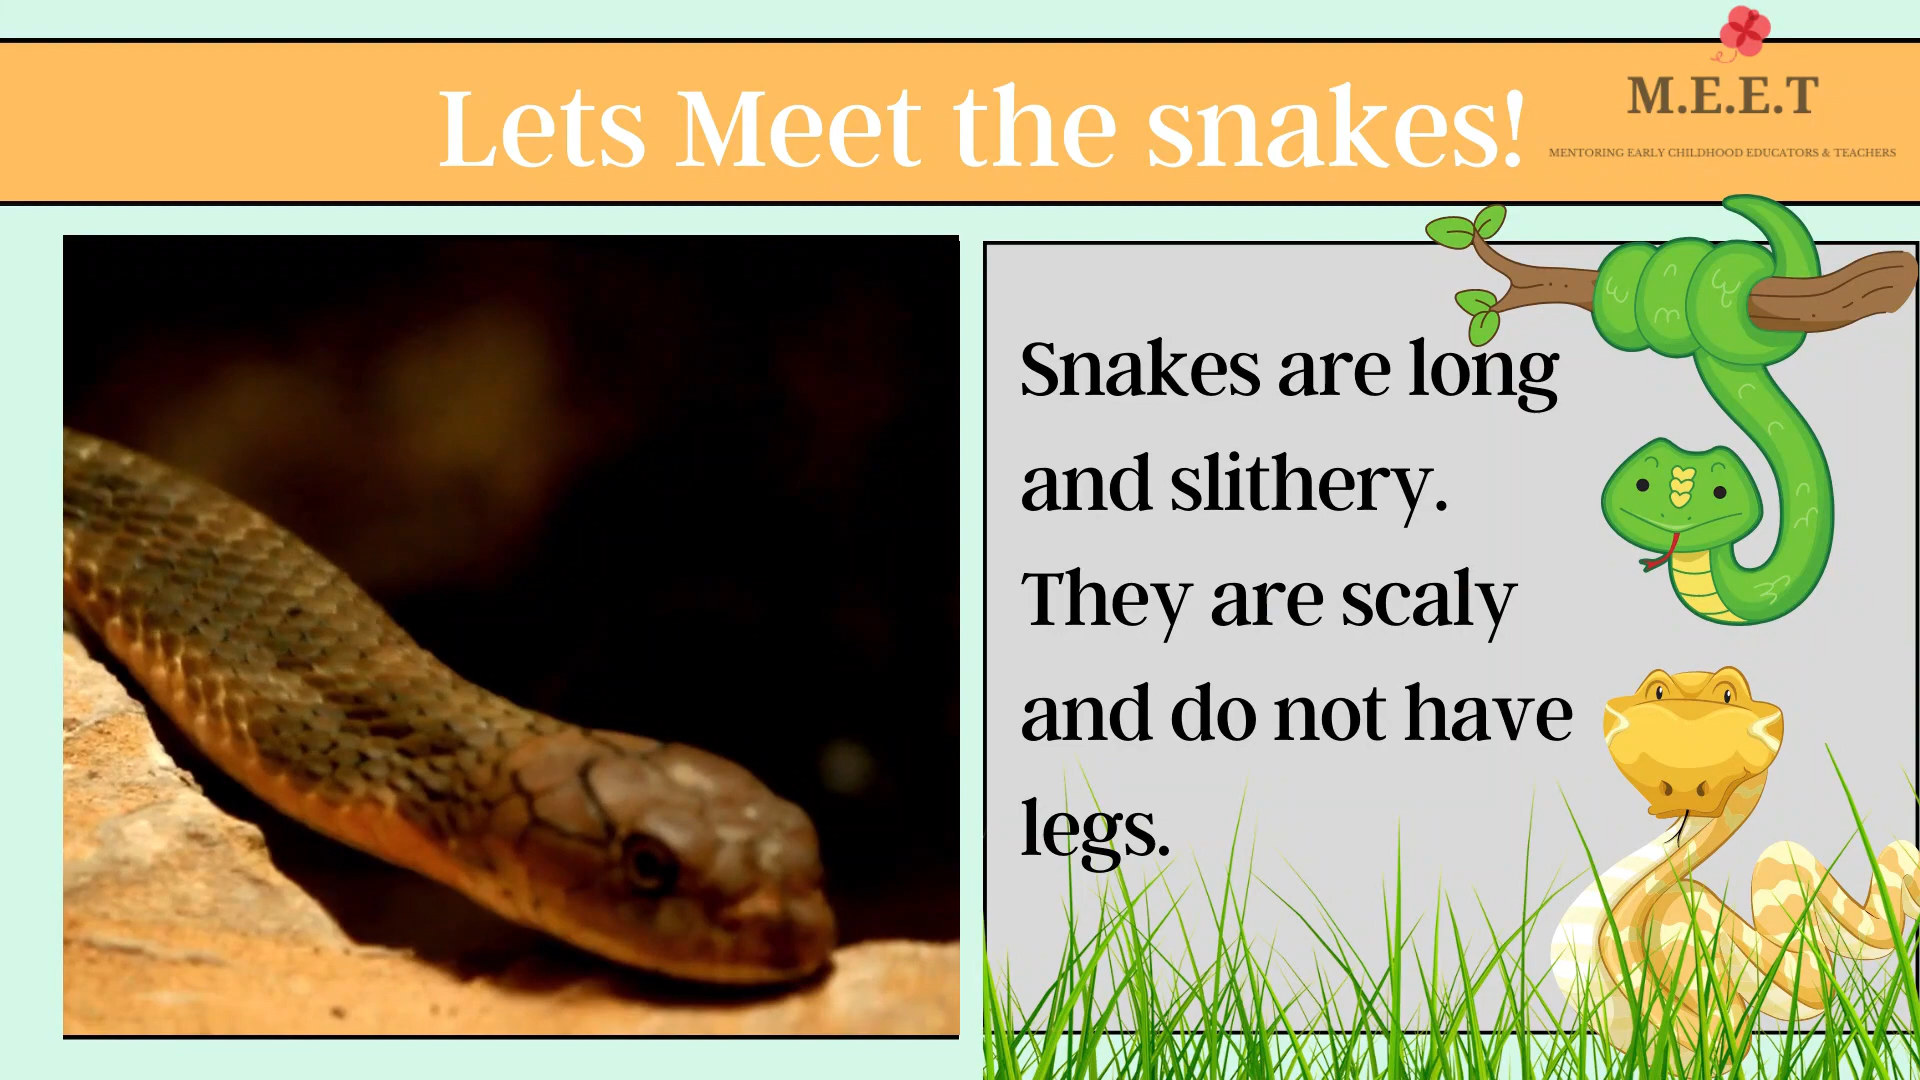 Lets Meet the snakes!
M.E.E.T
MENTORING EARLY CHILDHOOD EDUCATORS & TEACHERS
Snakes are long
and slithery.
They are scaly
and do not have
legs.